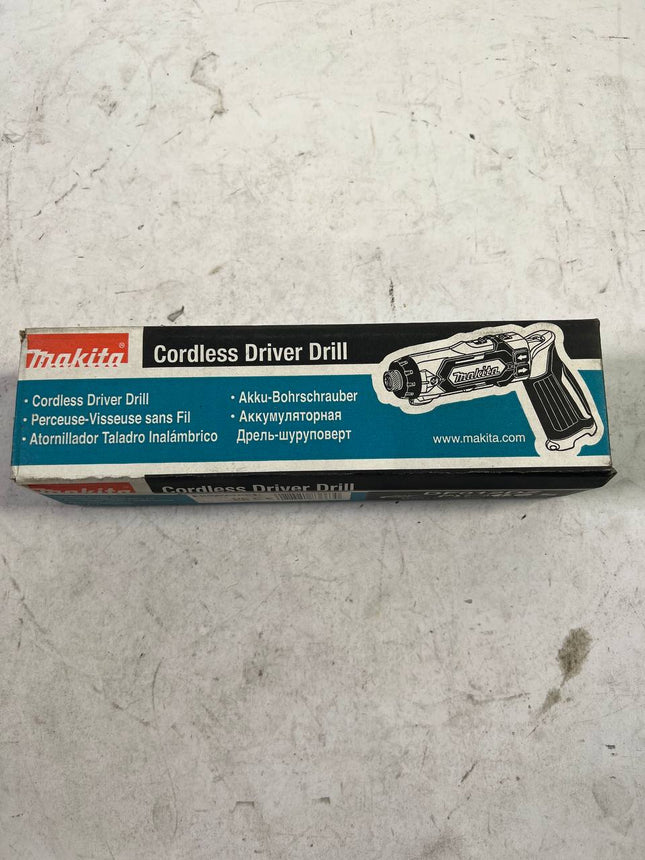 Makita®
Cordless Driver Drill
• Cordless Driver Drill
• Perceuse-Visseuse sans Fil
• Atornillador Taladro Inalámbrico
• Akku-Bohrschrauber
• Аккумуляторная
Дрель-шуруповерт
Makita
www.makita.com
Makita
Cordless Driver Drill